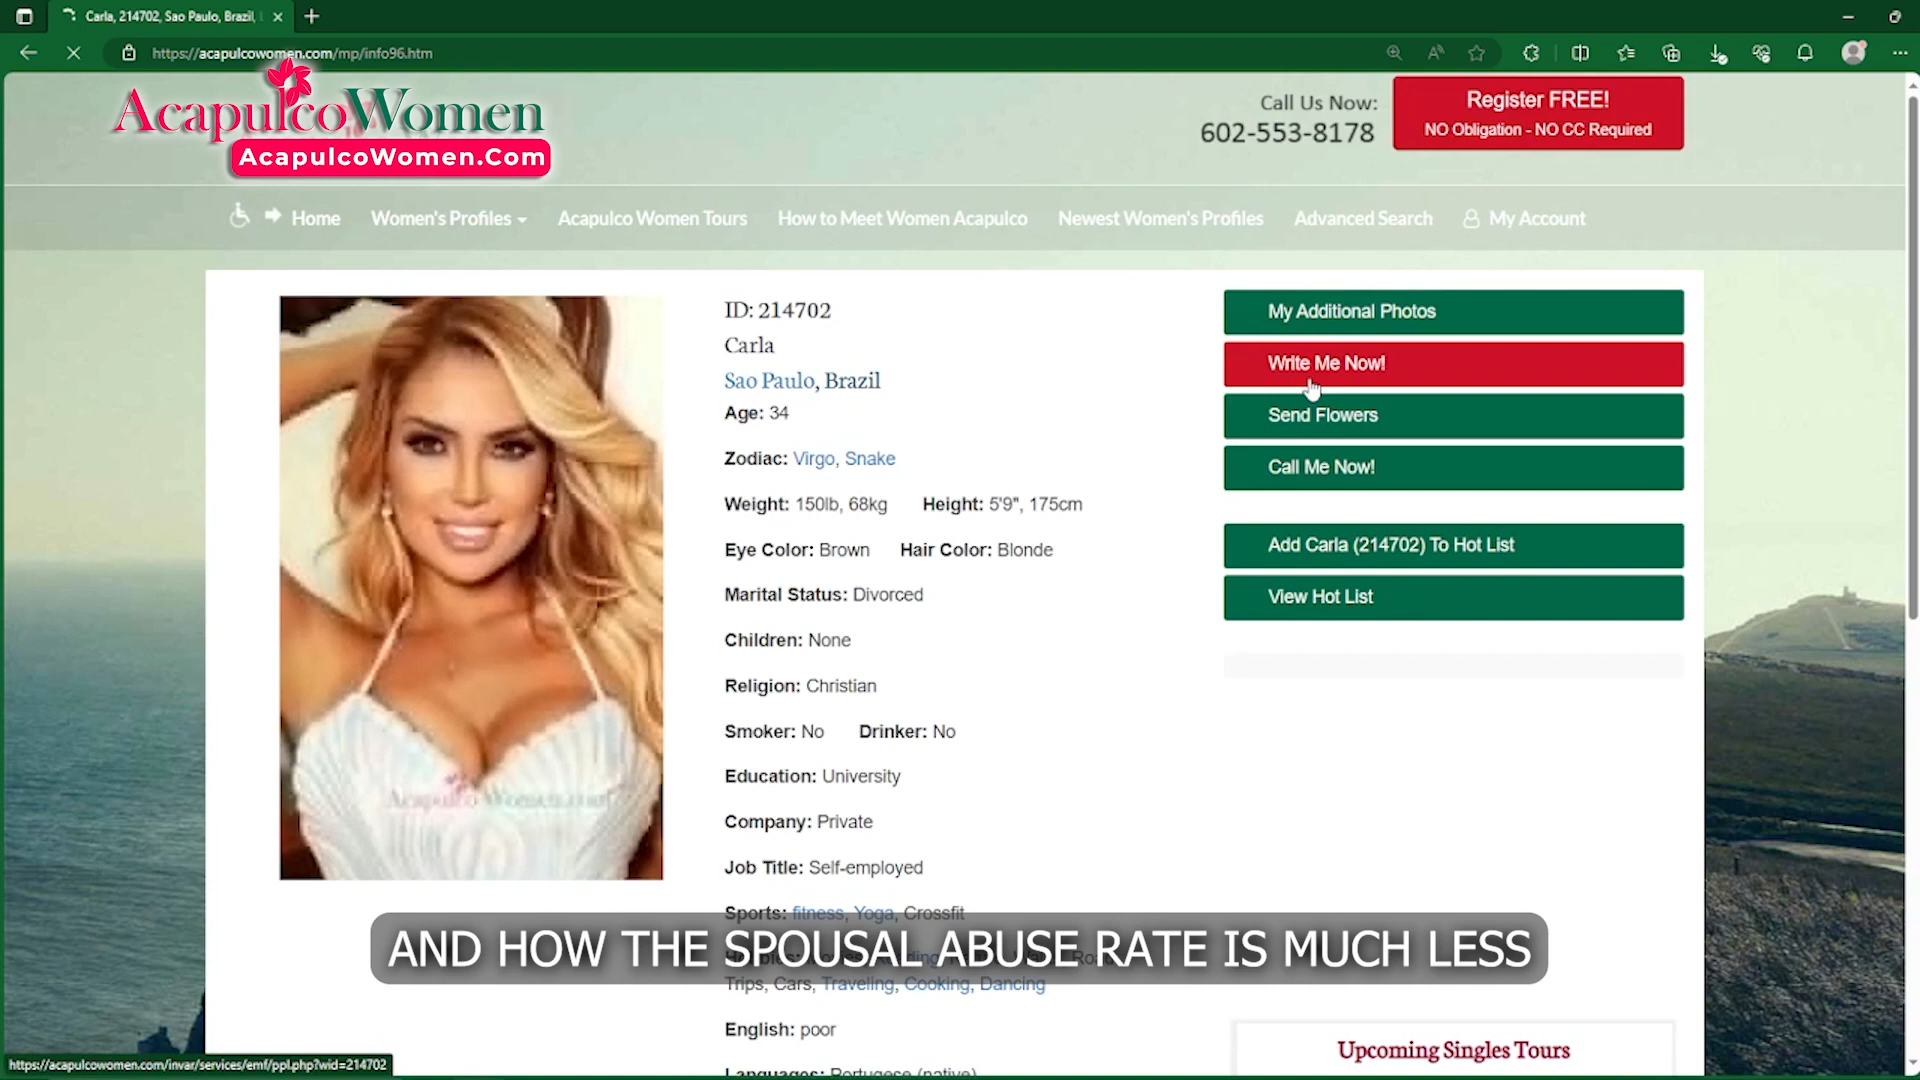 Carla, 214702, Sao Paulo, Brazil,
https://acapulcowomen.com/mp/info96.htm
AcapulcoWomen
AcapulcoWomen.Com
Call Us Now:
602-553-8178
Register FREE!
NO Obligation - NO CC Required
Home Women's Profiles Acapulco Women Tours How to Meet Women Acapulco Newest Women's Profiles Advanced Search My Account
ID: 214702
Carla
Sao Paulo, Brazil
Age: 34
Zodiac: Virgo, Snake
Weight: 150lb, 68kg Height: 5'9", 175cm
Eye Color: Brown Hair Color: Blonde
Marital Status: Divorced
Children: None
Religion: Christian
Smoker: No Drinker: No
Education: University
Company: Private
Job Title: Self-employed
Sports: fitness, Yoga, Crossfit
AND HOW THE SPOUSAL ABUSE RATE IS MUCH LESS
Trips, Cars, Traveling, Cooking, Dancing
English: poor
Languages: Portugese (native)
My Additional Photos
Write Me Now!
Send Flowers
Call Me Now!
Add Carla (214702) To Hot List
View Hot List
Upcoming Singles Tours
AcapulcoWomen.com
https://acapulcowomen.com/invar/services/emf/ppl.php?wid=214702